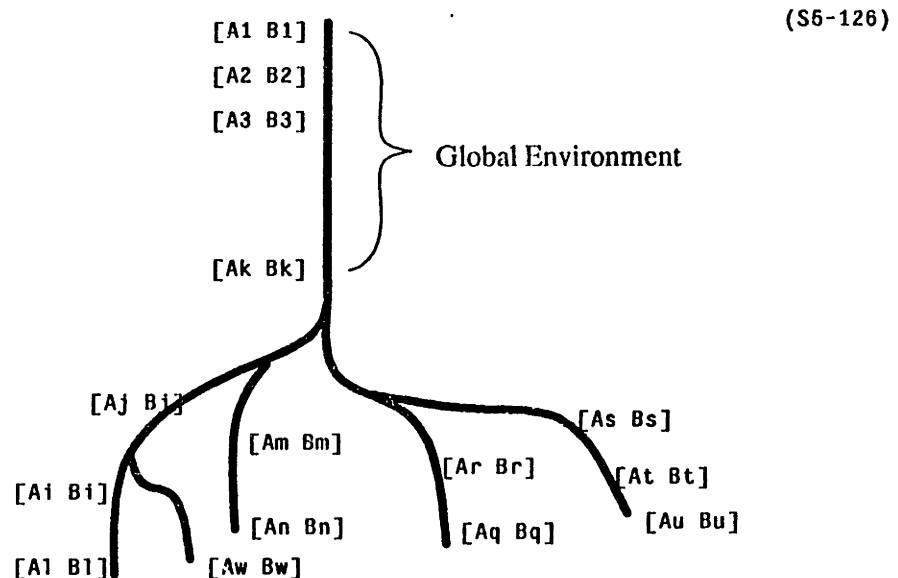 (S5-126)
[A1 B1]
[A2 B2]
[A3 B3]
Global Environment
[Ak Bk]
[Aj Bj]
[As Bs]
[Am Bm]
[Ar Br]
[At Bt]
[Ai Bi]
[Au Bu]
[An Bn]
[Aq Bq]
[Al Bl]
[Aw Bw]